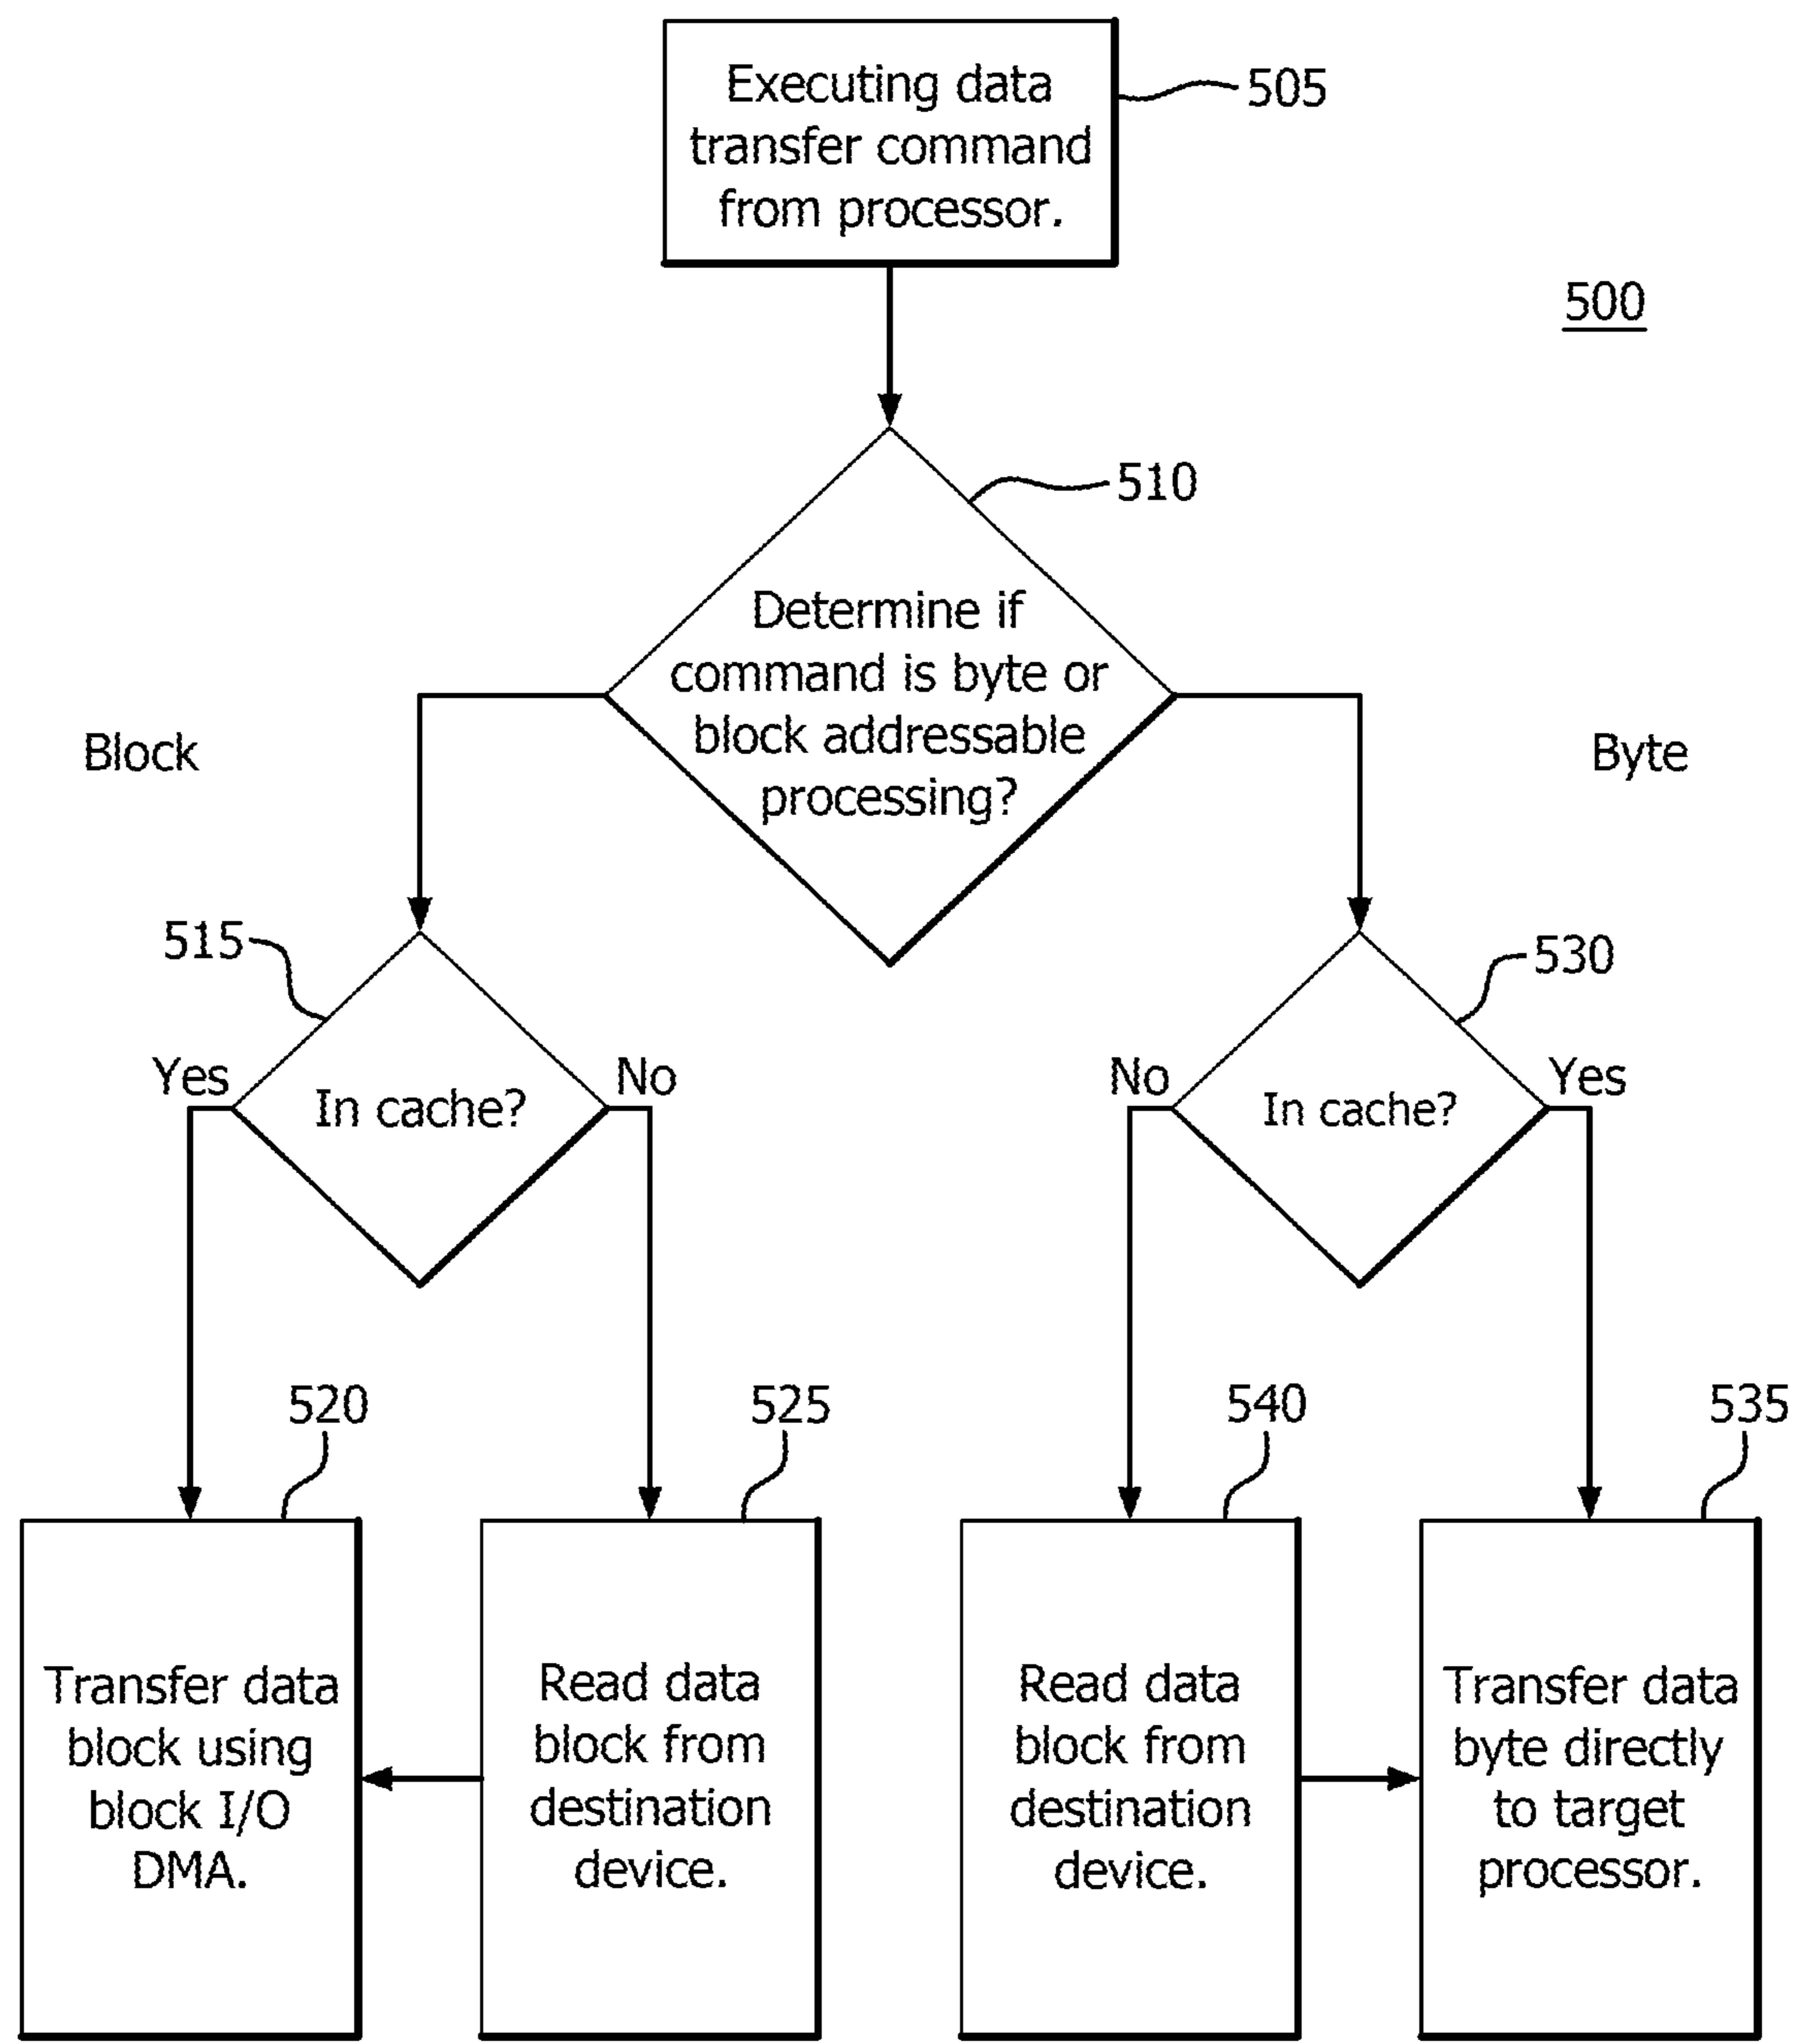 Executing data
transfer command
from processor.
505
500
510
Determine if
command is byte or
block addressable
processing?
Block
Byte
515
530
Yes
In cache?
No
No
In cache?
Yes
520
525
540
535
Transfer data
block using
block I/O
DMA.
Read data
block from
destination
device.
Read data
block from
destination
device.
Transfer data
byte directly
to target
processor.